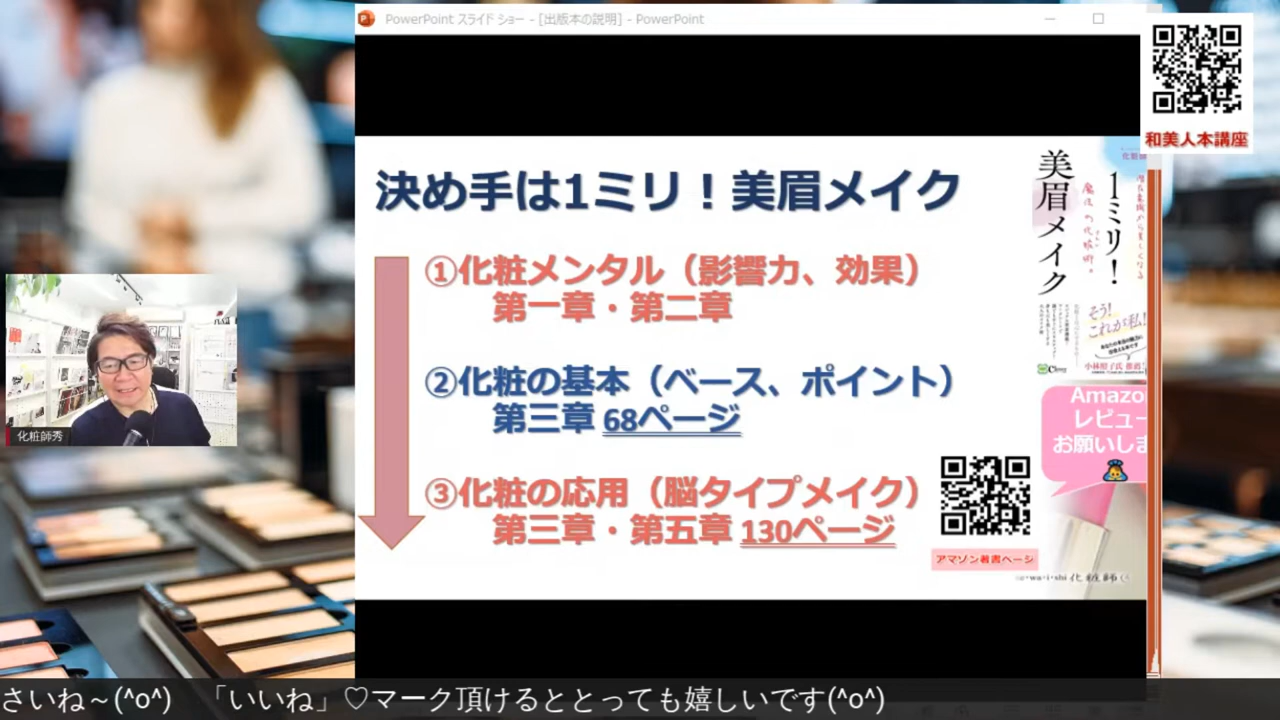 PowerPoint スライド ショー - [出版本の説明] - PowerPoint
和美人本講座
決め手は1ミリ！美眉メイク
①化粧メンタル（影響力、効果）
第一章・第二章
②化粧の基本（ベース、ポイント）
第三章 68ページ
③化粧の応用（脳タイプメイク）
第三章・第五章 130ページ
アマゾン著書ページ
1ミリ！
美眉メイク
魔法の化粧術。
そう！
これが私！
Clover
小林照子氏 推薦！
Amazo
レビュー
お願いしま
化粧師秀
さいね～(^o^)　「いいね」♡マーク頂けるととっても嬉しいです(^o^)